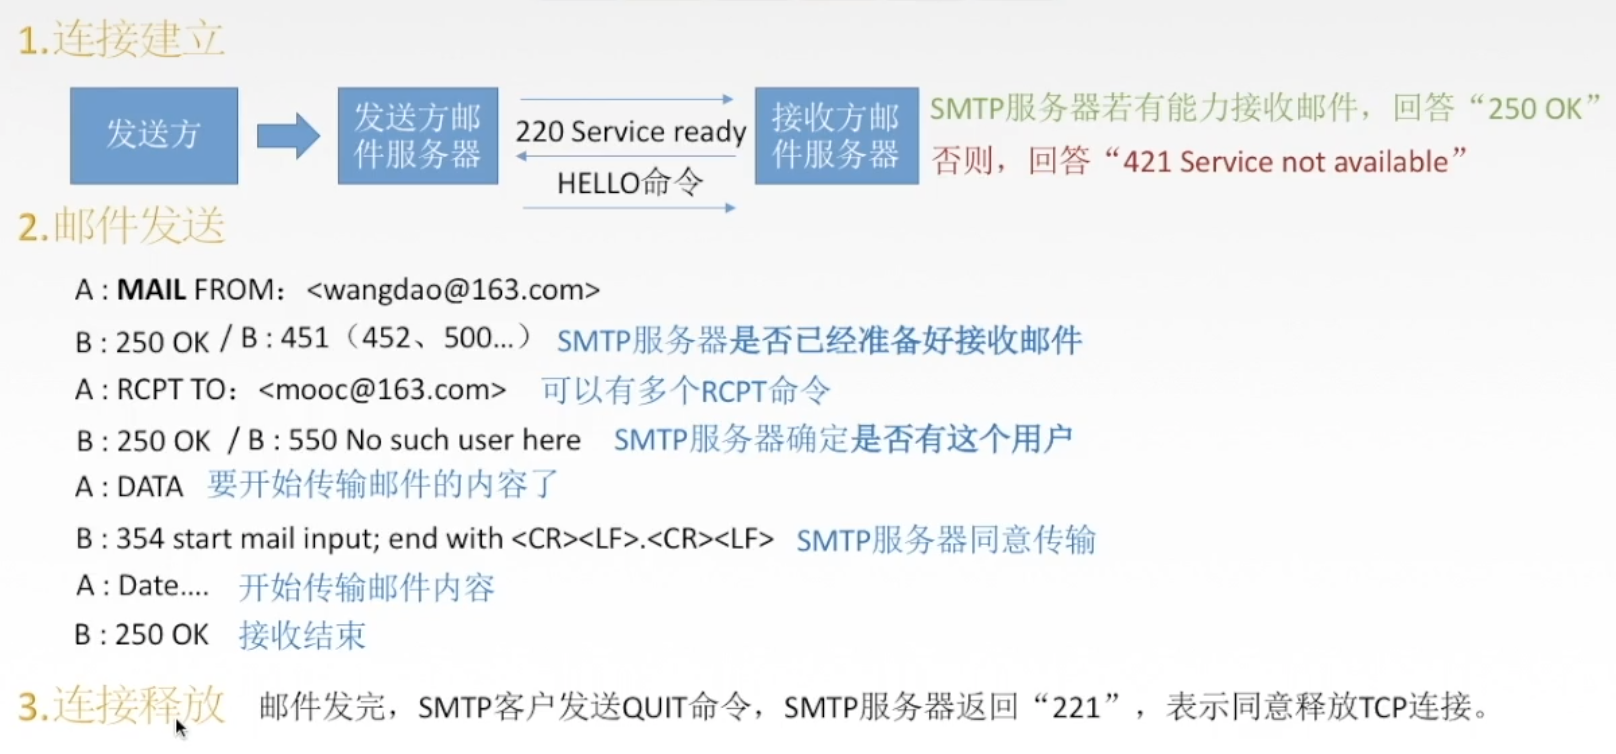 1.连接建立
发送方
发送方邮
件服务器
220 Service ready
HELLO命令
接收方邮
件服务器
SMTP服务器若有能力接收邮件，回答“250 OK”
否则，回答“421 Service not available”
2.邮件发送
A : MAIL FROM：<wangdao@163.com>
B : 250 OK / B : 451（452、500...） SMTP服务器是否已经准备好接收邮件
A : RCPT TO：<mooc@163.com> 可以有多个RCPT命令
B : 250 OK / B : 550 No such user here SMTP服务器确定是否有这个用户
A : DATA 要开始传输邮件的内容了
B : 354 start mail input; end with <CR><LF>.<CR><LF> SMTP服务器同意传输
A : Date.... 开始传输邮件内容
B : 250 OK 接收结束
3.连接释放 邮件发完，SMTP客户发送QUIT命令，SMTP服务器返回“221”，表示同意释放TCP连接。